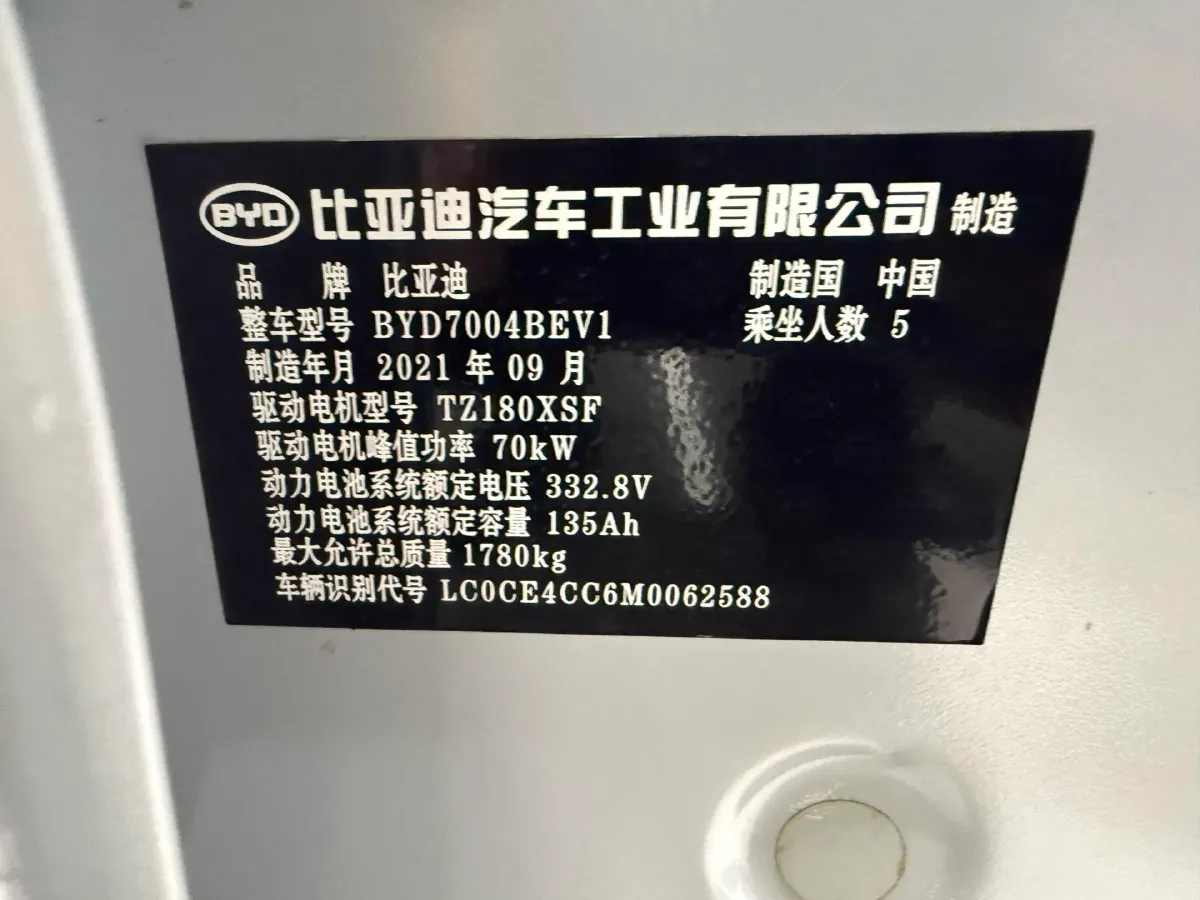 BYD 比亚迪汽车工业有限公司 制造
品 牌 比亚迪 制造国 中国
整车型号 BYD7004BEV1 乘坐人数 5
制造年月 2021 年 09 月
驱动电机型号 TZ180XSF
驱动电机峰值功率 70kW
动力电池系统额定电压 332.8V
动力电池系统额定容量 135Ah
最大允许总质量 1780kg
车辆识别代号 LC0CE4CC6M0062588